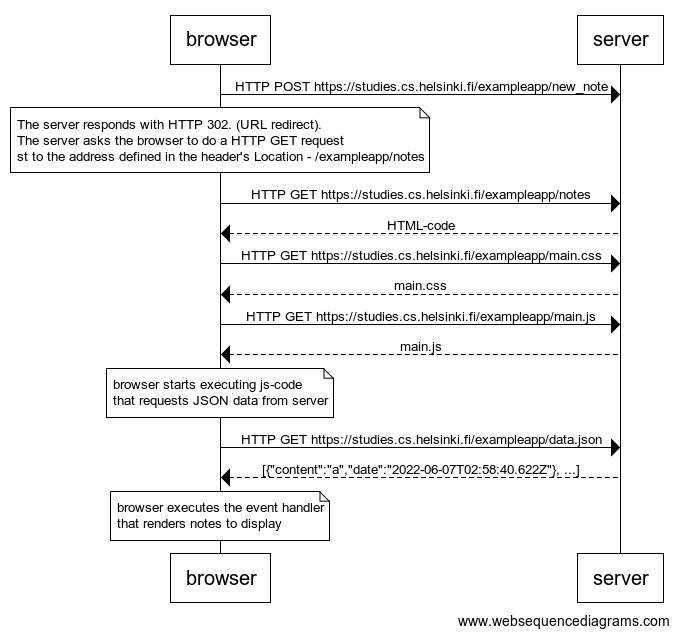 browser
server
HTTP POST https://studies.cs.helsinki.fi/exampleapp/new_note
The server responds with HTTP 302. (URL redirect).
The server asks the browser to do a HTTP GET request
st to the address defined in the header's Location - /exampleapp/notes
HTTP GET https://studies.cs.helsinki.fi/exampleapp/notes
HTML-code
HTTP GET https://studies.cs.helsinki.fi/exampleapp/main.css
main.css
HTTP GET https://studies.cs.helsinki.fi/exampleapp/main.js
main.js
browser starts executing js-code
that requests JSON data from server
HTTP GET https://studies.cs.helsinki.fi/exampleapp/data.json
[{"content":"a","date":"2022-06-07T02:58:40.622Z"}, ...]
browser executes the event handler
that renders notes to display
browser
server
www.websequencediagrams.com